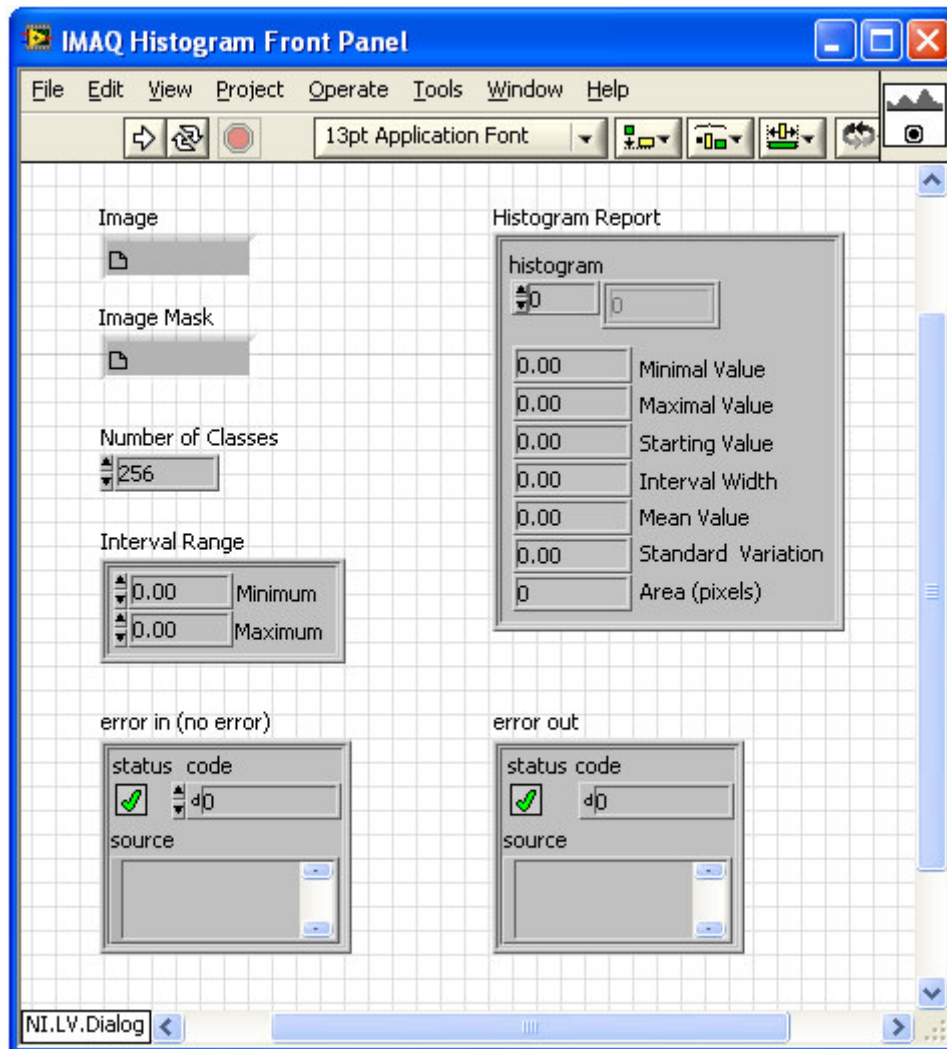 IMAQ Histogram Front Panel
File Edit View Project Operate Tools Window Help
13pt Application Font
Image
Image Mask
Number of Classes
256
Interval Range
0.00 Minimum
0.00 Maximum
error in (no error)
status code
d0
source
Histogram Report
histogram
0 0
0.00 Minimal Value
0.00 Maximal Value
0.00 Starting Value
0.00 Interval Width
0.00 Mean Value
0.00 Standard Variation
0 Area (pixels)
error out
status code
d0
source
NI.LV.Dialog